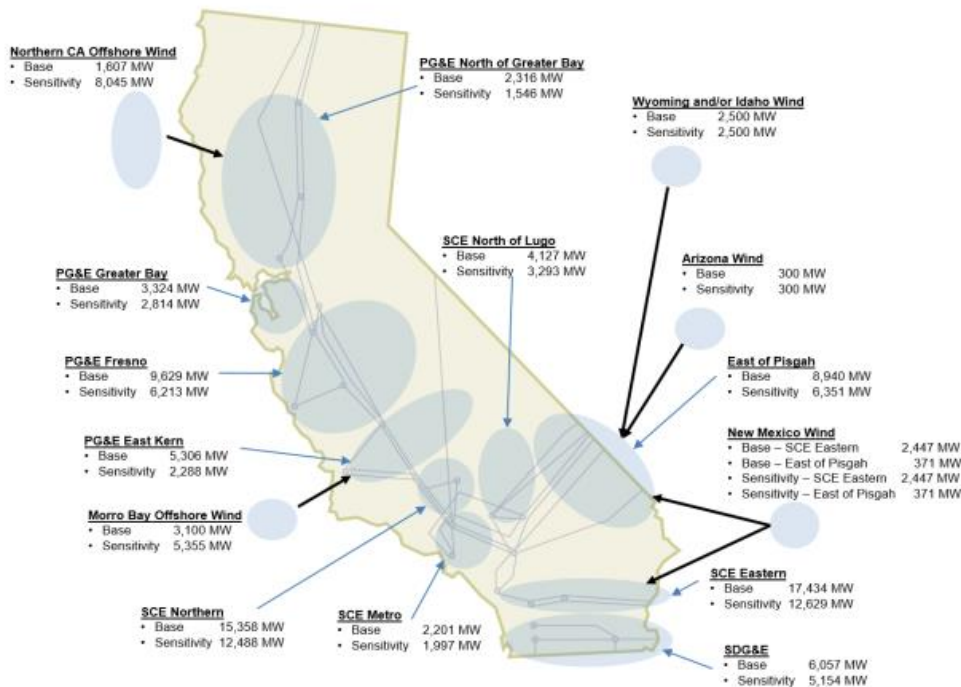 Northern CA Offshore Wind
• Base 1,607 MW
• Sensitivity 8,045 MW
PG&E North of Greater Bay
• Base 2,316 MW
• Sensitivity 1,546 MW
Wyoming and/or Idaho Wind
• Base 2,500 MW
• Sensitivity 2,500 MW
SCE North of Lugo
• Base 4,127 MW
• Sensitivity 3,293 MW
Arizona Wind
• Base 300 MW
• Sensitivity 300 MW
PG&E Greater Bay
• Base 3,324 MW
• Sensitivity 2,814 MW
PG&E Fresno
• Base 9,629 MW
• Sensitivity 6,213 MW
East of Pisgah
• Base 8,940 MW
• Sensitivity 6,351 MW
New Mexico Wind
• Base – SCE Eastern 2,447 MW
• Base – East of Pisgah 371 MW
• Sensitivity – SCE Eastern 2,447 MW
• Sensitivity – East of Pisgah 371 MW
PG&E East Kern
• Base 5,306 MW
• Sensitivity 2,288 MW
Morro Bay Offshore Wind
• Base 3,100 MW
• Sensitivity 5,355 MW
SCE Eastern
• Base 17,434 MW
• Sensitivity 12,629 MW
SCE Northern
• Base 15,358 MW
• Sensitivity 12,488 MW
SCE Metro
• Base 2,201 MW
• Sensitivity 1,997 MW
SDG&E
• Base 6,057 MW
• Sensitivity 5,154 MW